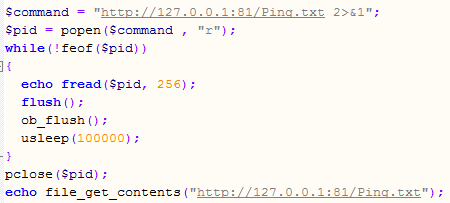 $command = "http://127.0.0.1:81/Ping.txt 2>&1";
$pid = popen($command , "r");
while(!feof($pid))
{
echo fread($pid, 256);
flush();
ob_flush();
usleep(100000);
}
pclose($pid);
echo file_get_contents("http://127.0.0.1:81/Ping.txt");